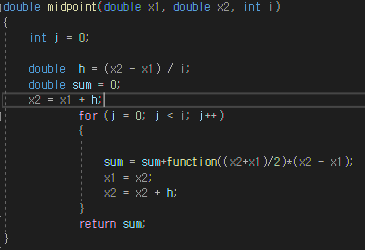 double midpoint(double x1, double x2, int i)
{
int j = 0;
double h = (x2 - x1) / i;
double sum = 0;
x2 = x1 + h;
for (j = 0; j < i; j++)
{
sum = sum+function((x2+x1)/2)*(x2 - x1);
x1 = x2;
x2 = x2 + h;
}
return sum;
}